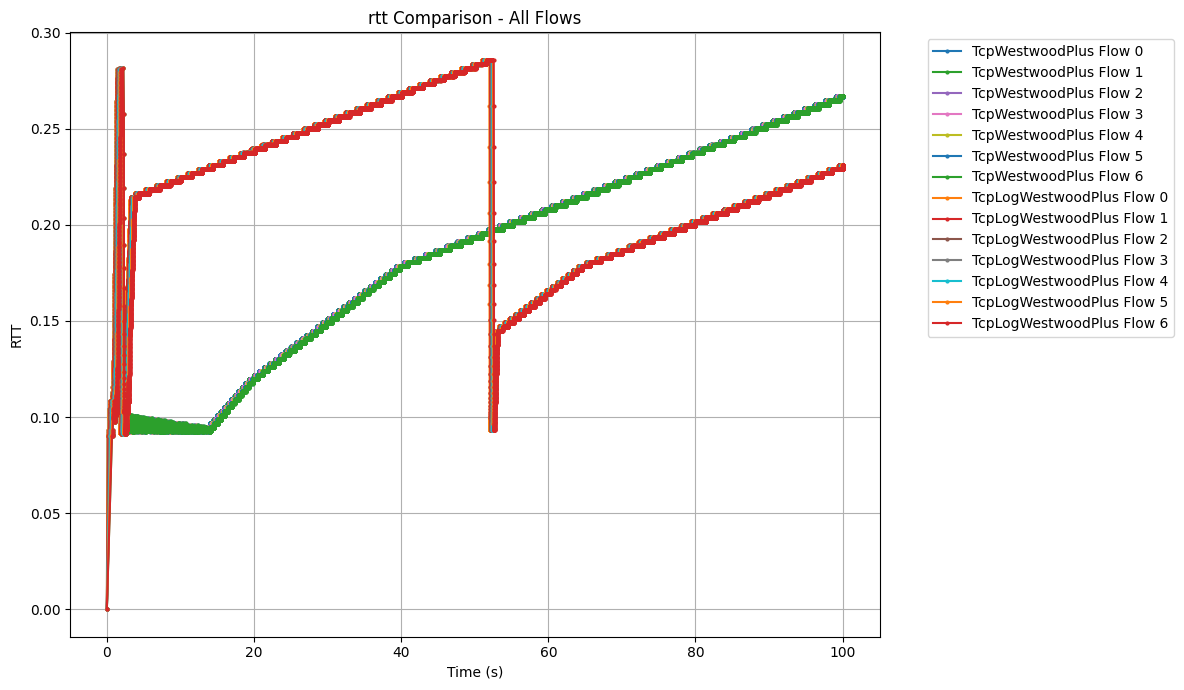 rtt Comparison - All Flows
0.30
0.25
0.20
0.15
0.10
0.05
0.00
RTT
0 20 40 60 80 100
Time (s)
TcpWestwoodPlus Flow 0
TcpWestwoodPlus Flow 1
TcpWestwoodPlus Flow 2
TcpWestwoodPlus Flow 3
TcpWestwoodPlus Flow 4
TcpWestwoodPlus Flow 5
TcpWestwoodPlus Flow 6
TcpLogWestwoodPlus Flow 0
TcpLogWestwoodPlus Flow 1
TcpLogWestwoodPlus Flow 2
TcpLogWestwoodPlus Flow 3
TcpLogWestwoodPlus Flow 4
TcpLogWestwoodPlus Flow 5
TcpLogWestwoodPlus Flow 6